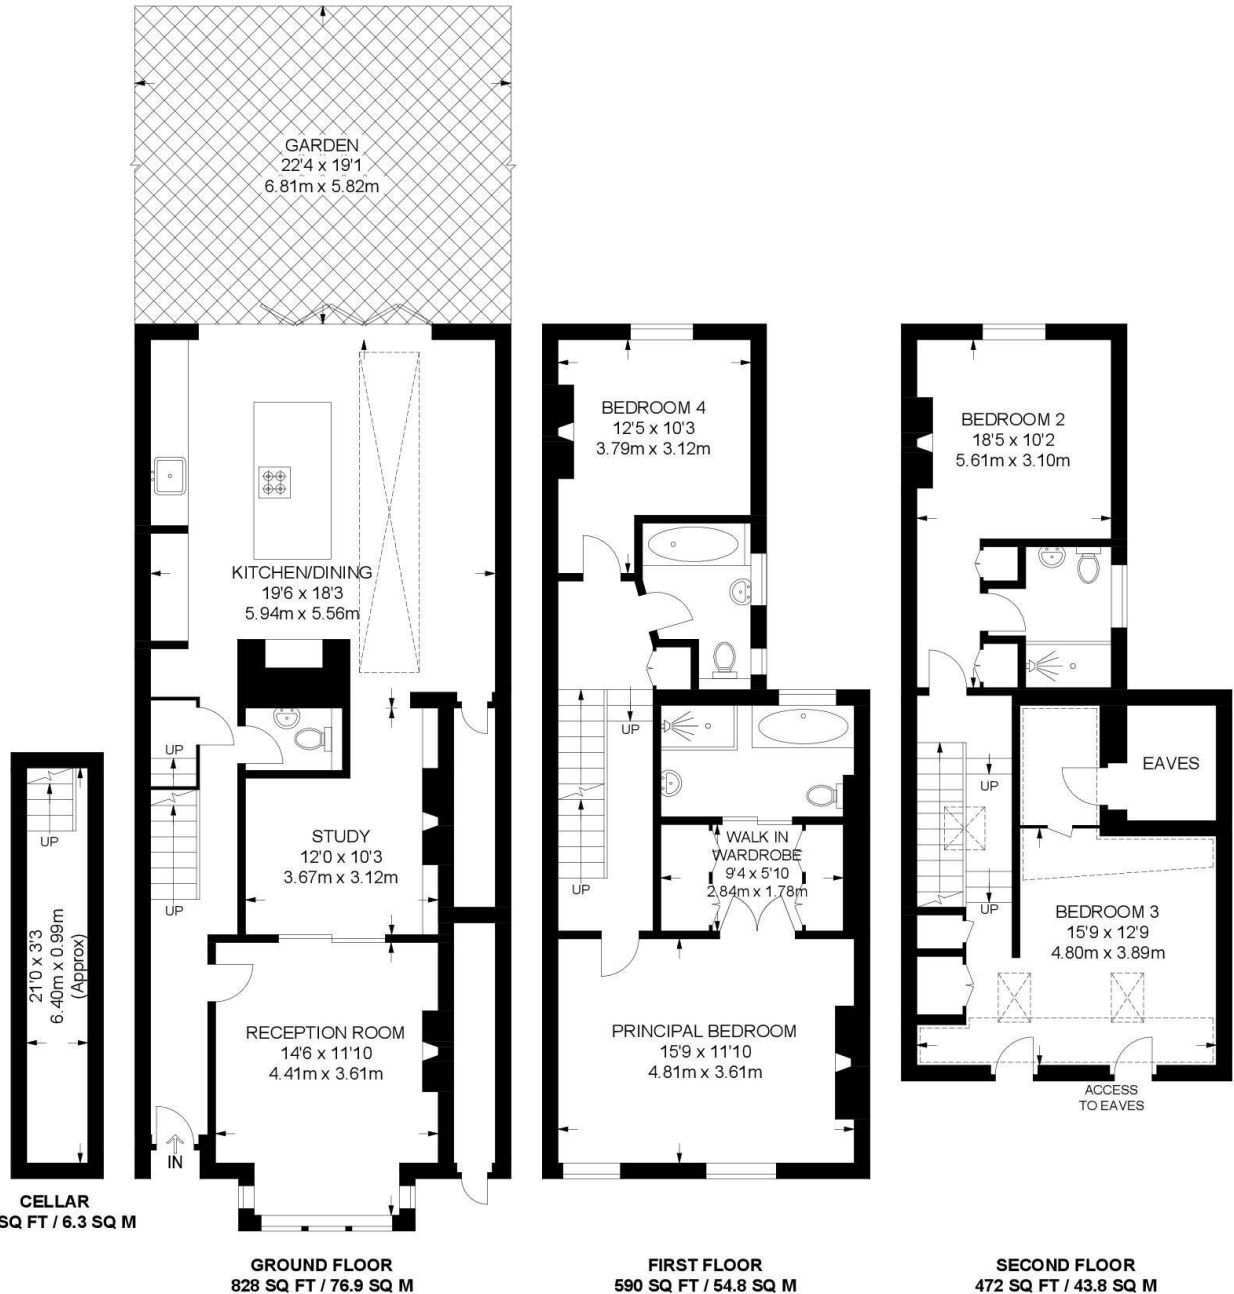 GARDEN
22'4 x 19'1
6.81m x 5.82m
KITCHEN/DINING
19'6 x 18'3
5.94m x 5.56m
UP
UP
STUDY
12'0 x 10'3
3.67m x 3.12m
RECEPTION ROOM
14'6 x 11'10
4.41m x 3.61m
IN
UP
21'0 x 3'3
6.40m x 0.99m
(Approx)
CELLAR
SQ FT / 6.3 SQ M
GROUND FLOOR
828 SQ FT / 76.9 SQ M
BEDROOM 4
12'5 x 10'3
3.79m x 3.12m
UP
UP
WALK IN
WARDROBE
9'4 x 5'10
2.84m x 1.78m
PRINCIPAL BEDROOM
15'9 x 11'10
4.81m x 3.61m
FIRST FLOOR
590 SQ FT / 54.8 SQ M
BEDROOM 2
18'5 x 10'2
5.61m x 3.10m
EAVES
UP
UP
BEDROOM 3
15'9 x 12'9
4.80m x 3.89m
ACCESS
TO EAVES
SECOND FLOOR
472 SQ FT / 43.8 SQ M